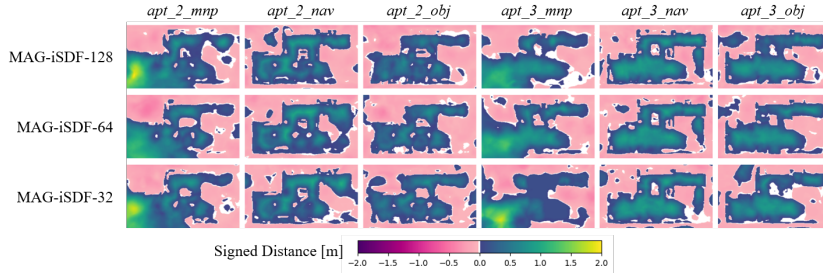 apt_2_mnp apt_2_nav apt_2_obj apt_3_mnp apt_3_nav apt_3_obj
MAG-iSDF-128
MAG-iSDF-64
MAG-iSDF-32
Signed Distance [m]
−2.0 −1.5 −1.0 −0.5 0.0 0.5 1.0 1.5 2.0